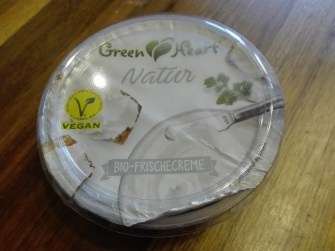 Green Heart
Natur
VEGAN
BIO-FRISCHECREME